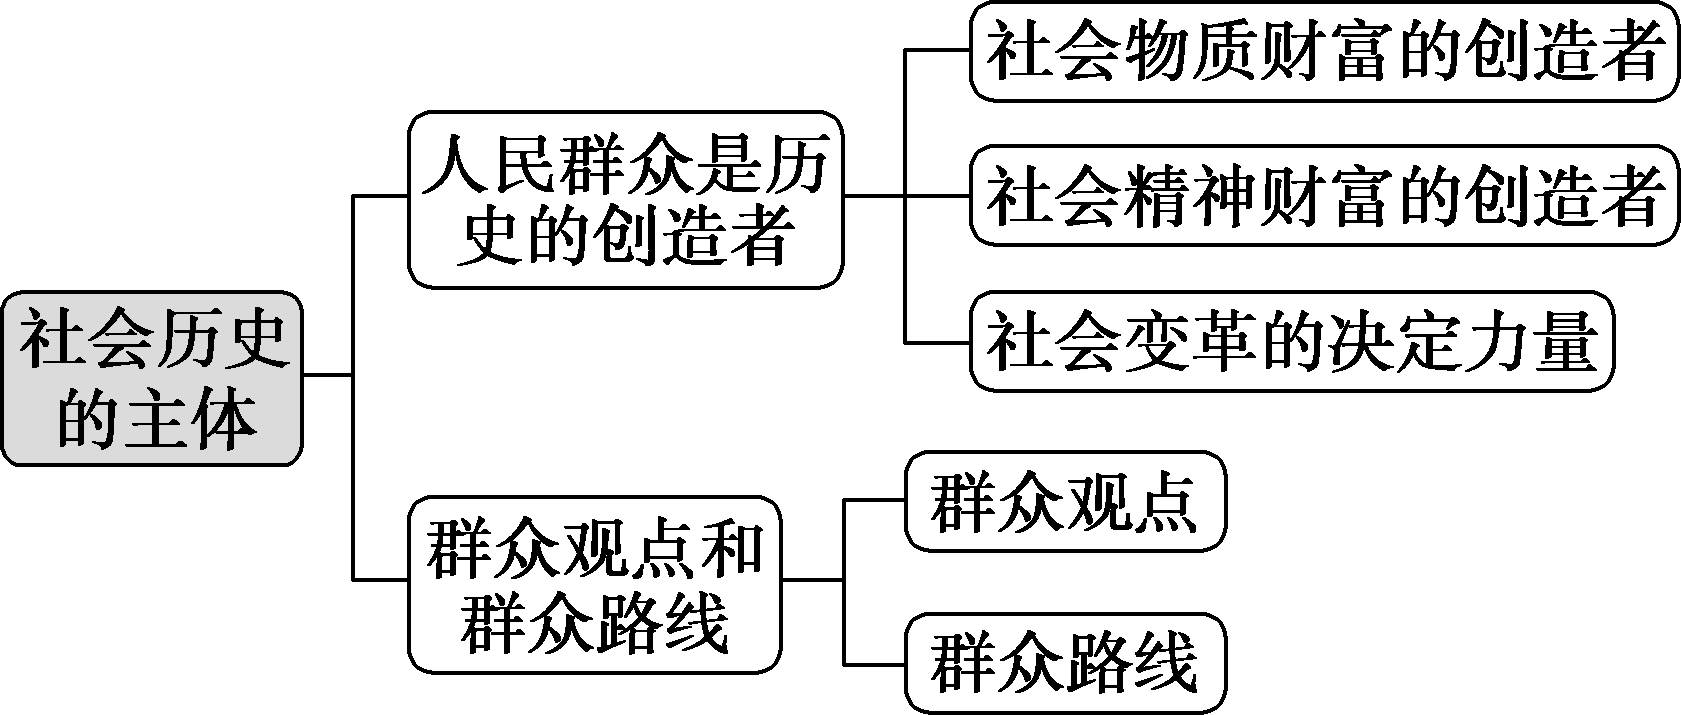 社会历史
的主体
人民群众是历
史的创造者
社会物质财富的创造者
社会精神财富的创造者
社会变革的决定力量
群众观点和
群众路线
群众观点
群众路线